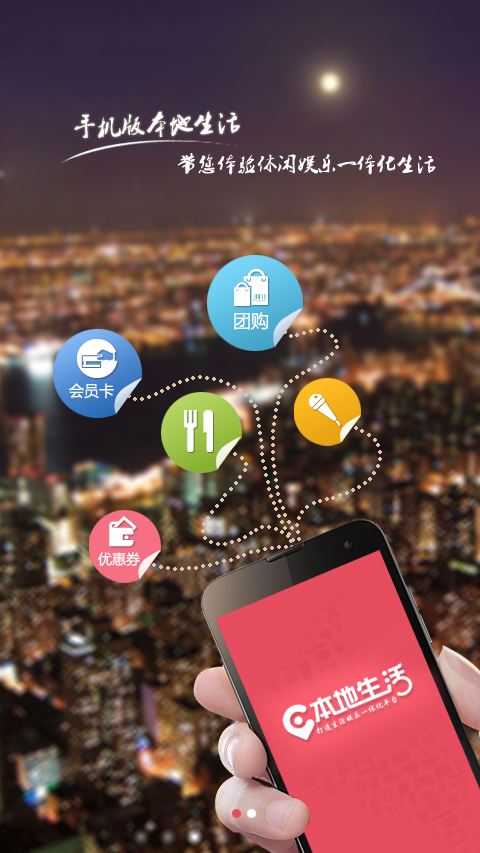 手机版本地生活
带您体验休闲娱乐一体化生活
团购
会员卡
优惠券
本地生活
打造生活娱乐一体化平台